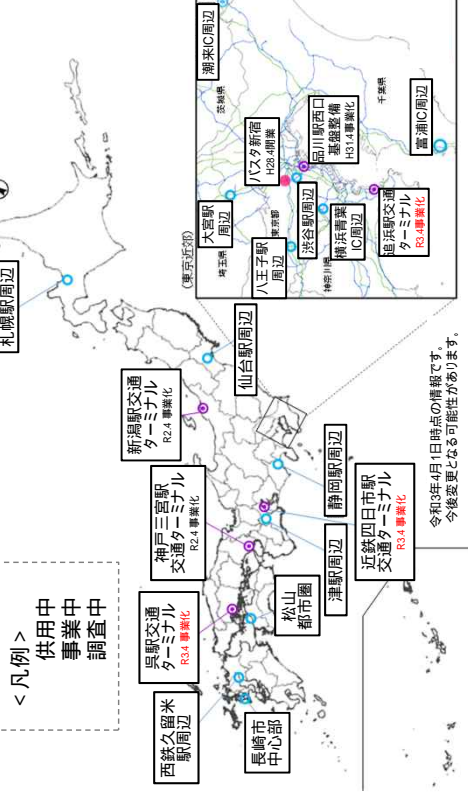 <凡例>
供用中
事業中
調査中
札幌駅周辺
新潟駅交通
ターミナル
R2.4 事業化
仙台駅周辺
神戸三宮駅
交通ターミナル
R2.4 事業化
呉駅交通
ターミナル
R3.4 事業化
西鉄久留米
駅周辺
長崎市
中心部
松山
都市圏
津駅周辺
静岡駅周辺
近鉄四日市駅
交通ターミナル
R3.4 事業化
(東京近郊)
潮来IC周辺
茨城県
大宮駅
周辺
埼玉県
バスタ新宿
H28.4開業
東京都
八王子駅
周辺
品川駅西口
基盤整備
H31.4事業化
渋谷駅周辺
千葉県
横浜青葉
IC周辺
神奈川県
追浜駅交通
ターミナル
R3.4事業化
富浦IC周辺
令和3年4月1日時点の情報です。
今後変更となる可能性があります。